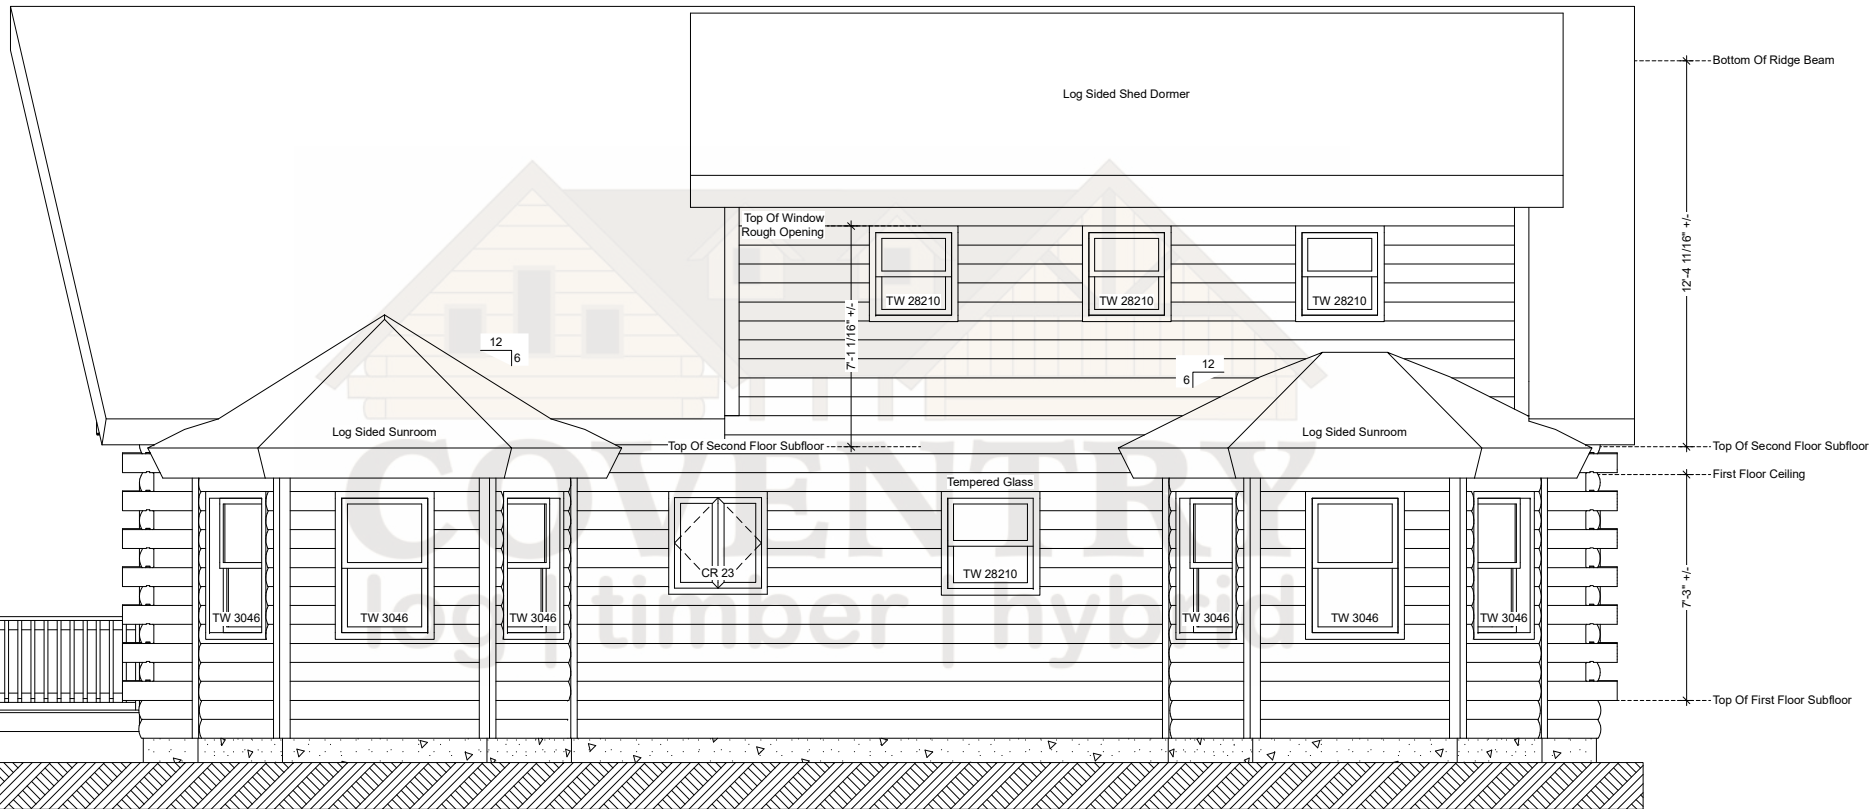 Bottom Of Ridge Beam
Log Sided Shed Dormer
Top Of Window
Rough Opening
12'-4 11/16" +/-
TW 28210
TW 28210
TW 28210
7'-1 1/16" +/-
12
6
12
6
Log Sided Sunroom
Log Sided Sunroom
Top Of Second Floor Subfloor
Top Of Second Floor Subfloor
COVENTRY
First Floor Ceiling
Tempered Glass
CR 23
TW 28210
7'-3" +/-
log | timber | hybrid
TW 3046
TW 3046
TW 3046
TW 3046
TW 3046
TW 3046
Top Of First Floor Subfloor